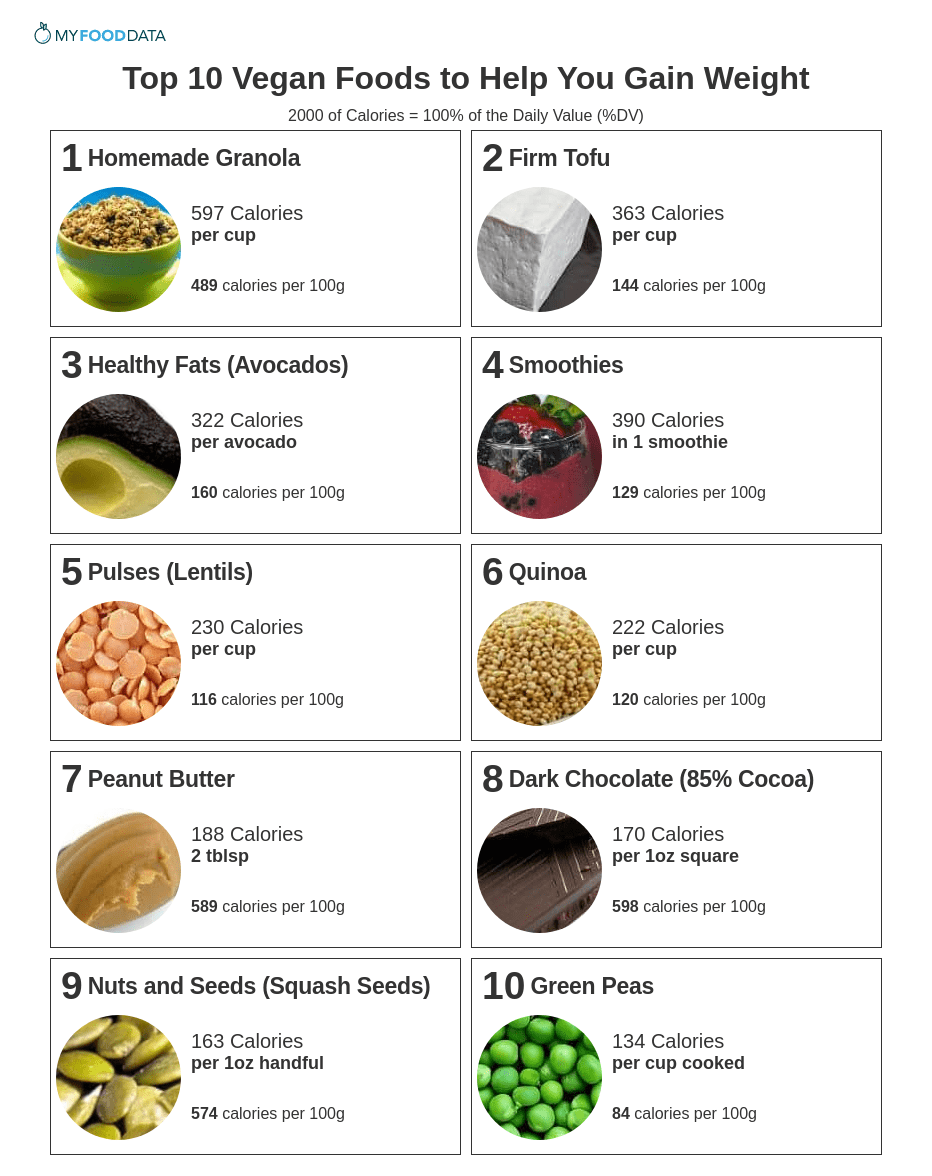 MYFOODDATA
Top 10 Vegan Foods to Help You Gain Weight
2000 of Calories = 100% of the Daily Value (%DV)
1 Homemade Granola
597 Calories
per cup
489 calories per 100g
2 Firm Tofu
363 Calories
per cup
144 calories per 100g
3 Healthy Fats (Avocados)
322 Calories
per avocado
160 calories per 100g
4 Smoothies
390 Calories
in 1 smoothie
129 calories per 100g
5 Pulses (Lentils)
230 Calories
per cup
116 calories per 100g
6 Quinoa
222 Calories
per cup
120 calories per 100g
7 Peanut Butter
188 Calories
2 tblsp
589 calories per 100g
8 Dark Chocolate (85% Cocoa)
170 Calories
per 1oz square
598 calories per 100g
9 Nuts and Seeds (Squash Seeds)
163 Calories
per 1oz handful
574 calories per 100g
10 Green Peas
134 Calories
per cup cooked
84 calories per 100g